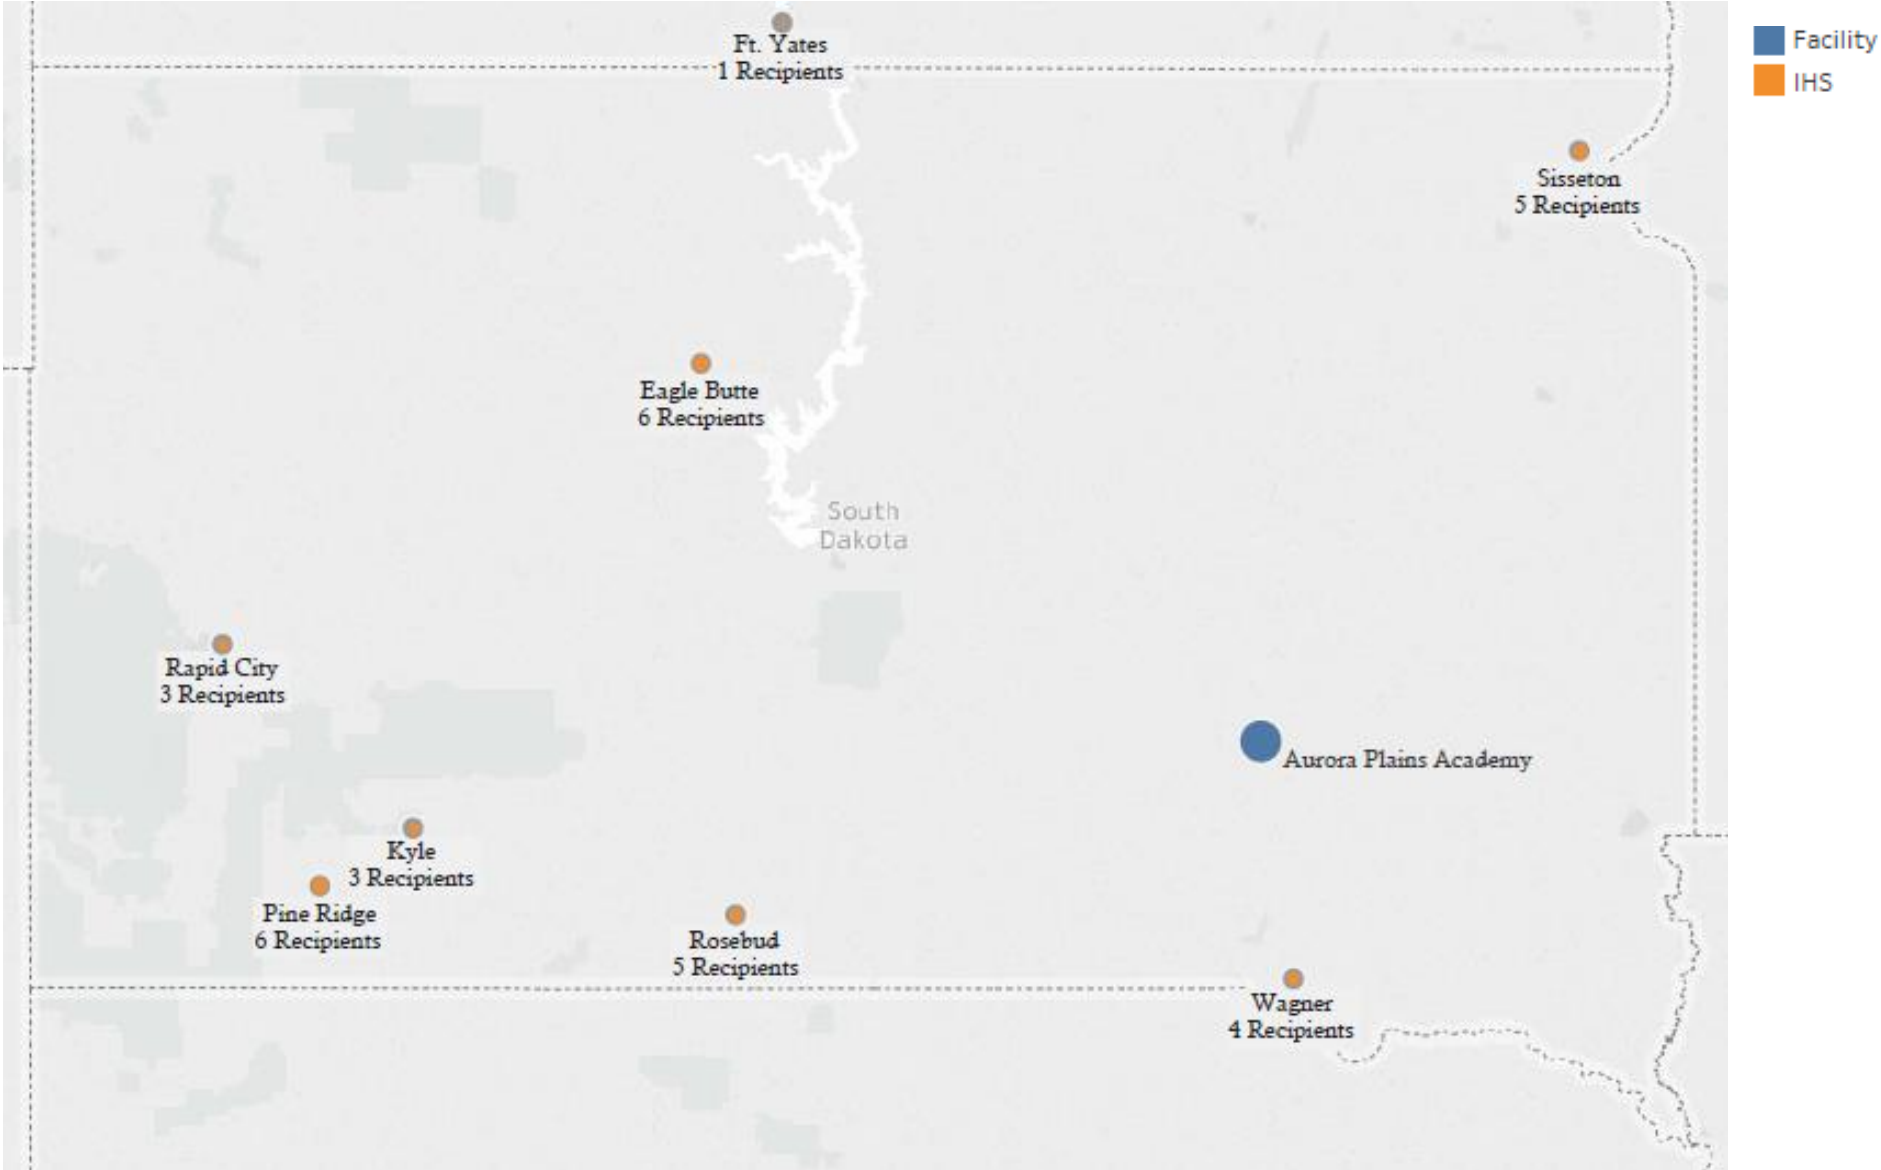 Ft. Yates
1 Recipients
Facility
IHS
Sisseton
5 Recipients
Eagle Butte
6 Recipients
South
Dakota
Rapid City
3 Recipients
Aurora Plains Academy
Kyle
3 Recipients
Pine Ridge
6 Recipients
Rosebud
5 Recipients
Wagner
4 Recipients